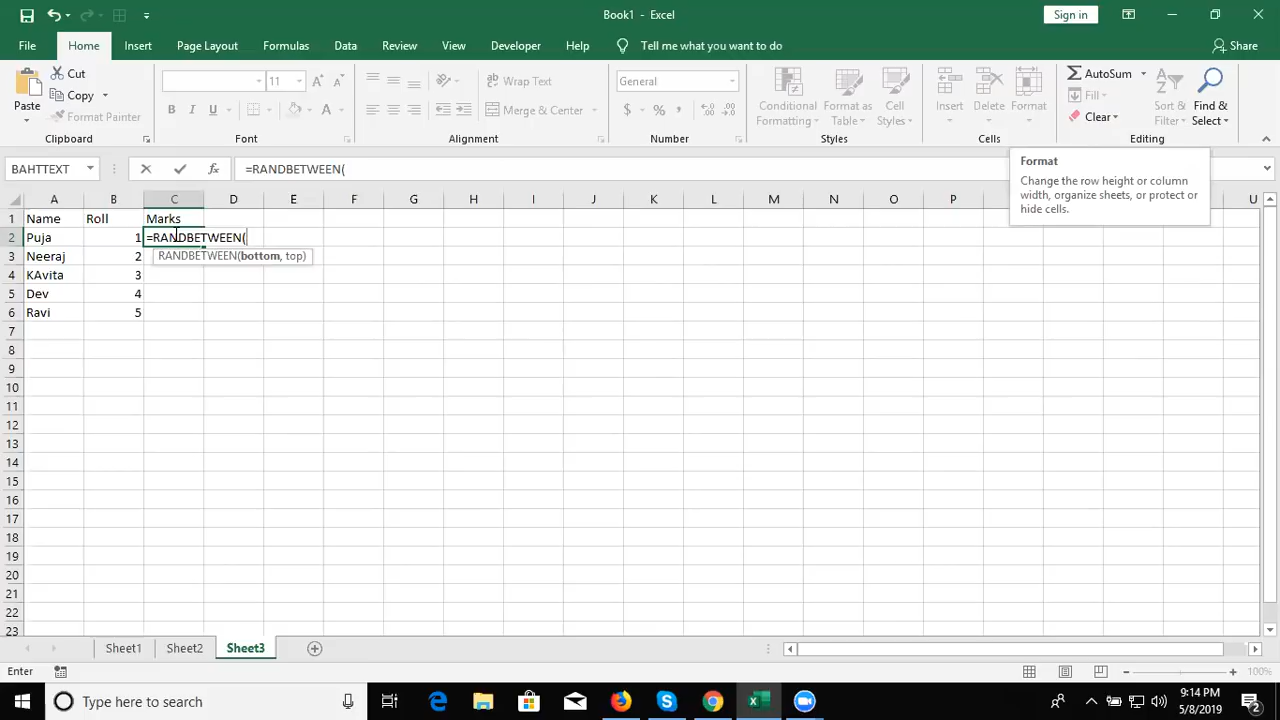 Book1 - Excel
Sign in
File Home Insert Page Layout Formulas Data Review View Developer Help Tell me what you want to do Share
Paste
Cut
Copy
Format Painter
Clipboard
11
A A
B I U
A
Font
ab
Wrap Text
Merge & Center
Alignment
General
$ % ,
Number
Conditional Formatting
Format as Table
Cell Styles
Styles
Insert
Delete
Format
Cells
AutoSum
Fill
Clear
Sort & Filter
Find & Select
Editing
BAHTTEXT
fx
=RANDBETWEEN(
Format
Change the row height or column
width, organize sheets, or protect or
hide cells.
A B C D E F G H I J K L M N O P U
1 Name Roll Marks
2 Puja 1 =RANDBETWEEN(
RANDBETWEEN(bottom, top)
3 Neeraj 2
4 KAvita 3
5 Dev 4
6 Ravi 5
7
8
9
10
11
12
13
14
15
16
17
18
19
20
21
22
23
Sheet1 Sheet2 Sheet3
Enter
100%
Type here to search
9:14 PM
5/8/2019
2